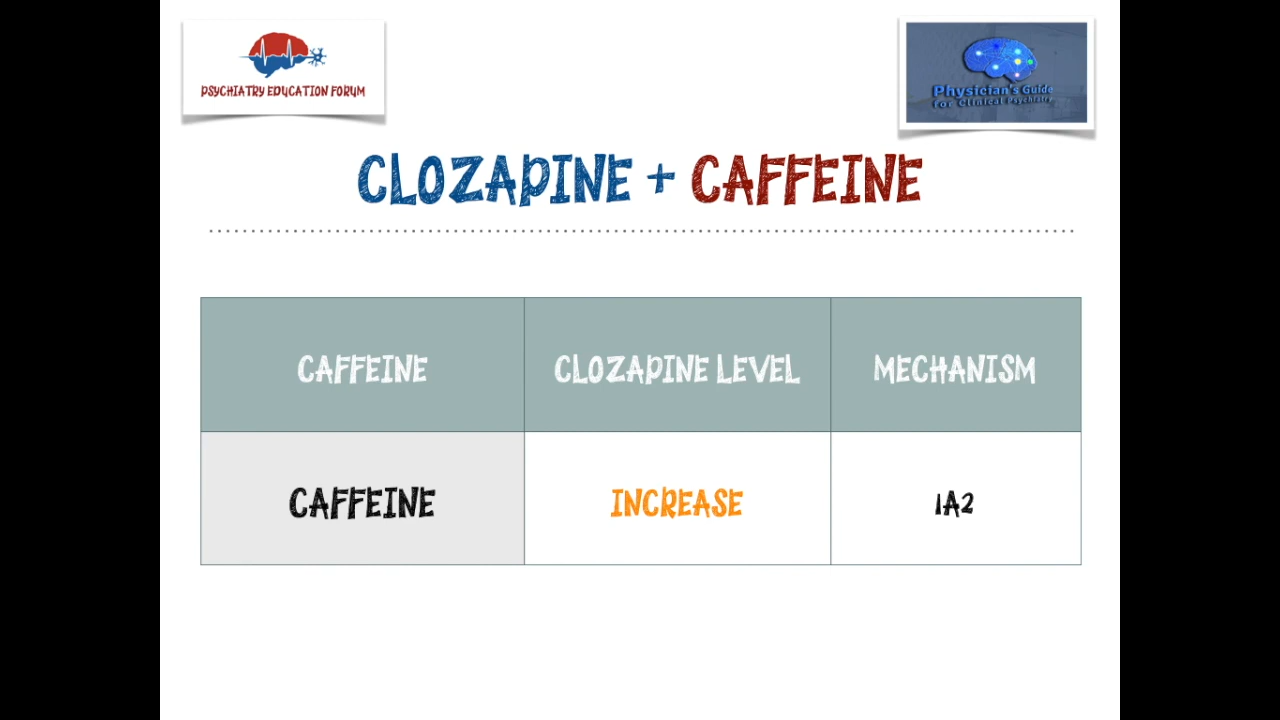 PSYCHIATRY EDUCATION FORUM
Physician's Guide
for Clinical Psychiatry
CLOZAPINE + CAFFEINE
CAFFEINE CLOZAPINE LEVEL MECHANISM
CAFFEINE INCREASE 1A2